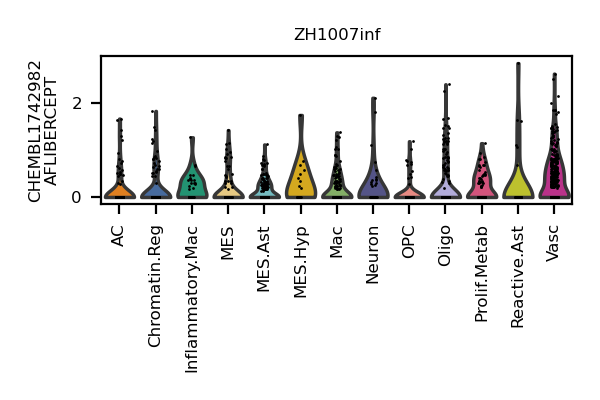 ZH1007inf
CHEMBL1742982
AFLIBERCEPT
2
0
AC
Chromatin.Reg
Inflammatory.Mac
MES
MES.Ast
MES.Hyp
Mac
Neuron
OPC
Oligo
Prolif.Metab
Reactive.Ast
Vasc